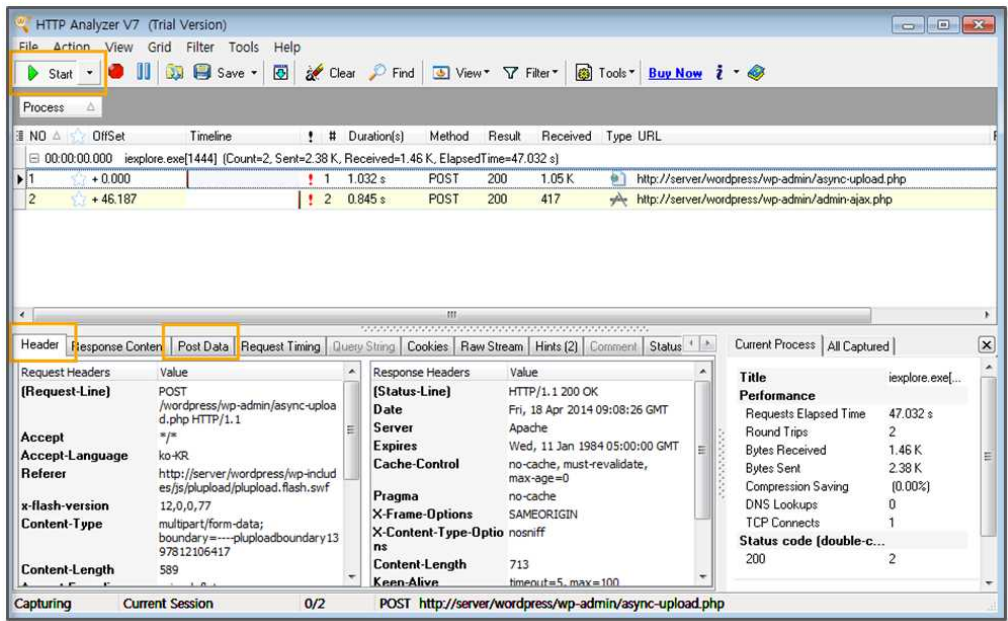 HTTP Analyzer V7 (Trial Version)
File Action View Grid Filter Tools Help
Start Save Clear Find View Filter Tools Buy Now i
Process
NO OffSet Timeline ! # Duration(s) Method Result Received Type URL
00:00:00.000 iexplore.exe[1444] (Count=2, Sent=2.38 K, Received=1.46 K, ElapsedTime=47.032 s)
1 + 0.000 ! 1 1.032 s POST 200 1.05 K http://server/wordpress/wp-admin/async-upload.php
2 + 46.187 ! 2 0.845 s POST 200 417 http://server/wordpress/wp-admin/admin-ajax.php
Header Response Conten Post Data Request Timing Query String Cookies Raw Stream Hints (2) Comment Status
Request Headers Value
(Request-Line) POST
/wordpress/wp-admin/async-uploa
d.php HTTP/1.1
Accept */*
Accept-Language ko-KR
Referer http://server/wordpress/wp-includ
es/js/plupload/plupload.flash.swf
x-flash-version 12,0,0,77
Content-Type multipart/form-data;
boundary=----pluploadboundary13
97812106417
Content-Length 589
Response Headers Value
(Status-Line) HTTP/1.1 200 OK
Date Fri, 18 Apr 2014 09:08:26 GMT
Server Apache
Expires Wed, 11 Jan 1984 05:00:00 GMT
Cache-Control no-cache, must-revalidate,
max-age=0
Pragma no-cache
X-Frame-Options SAMEORIGIN
X-Content-Type-Optio nosniff
ns
Content-Length 713
Keep-Alive timeout=5, max=100
Current Process All Captured
Title iexplore.exe[...
Performance
Requests Elapsed Time 47.032 s
Round Trips 2
Bytes Received 1.46 K
Bytes Sent 2.38 K
Compression Saving (0.00%)
DNS Lookups 0
TCP Connects 1
Status code (double-c...
200 2
Capturing Current Session 0/2 POST http://server/wordpress/wp-admin/async-upload.php